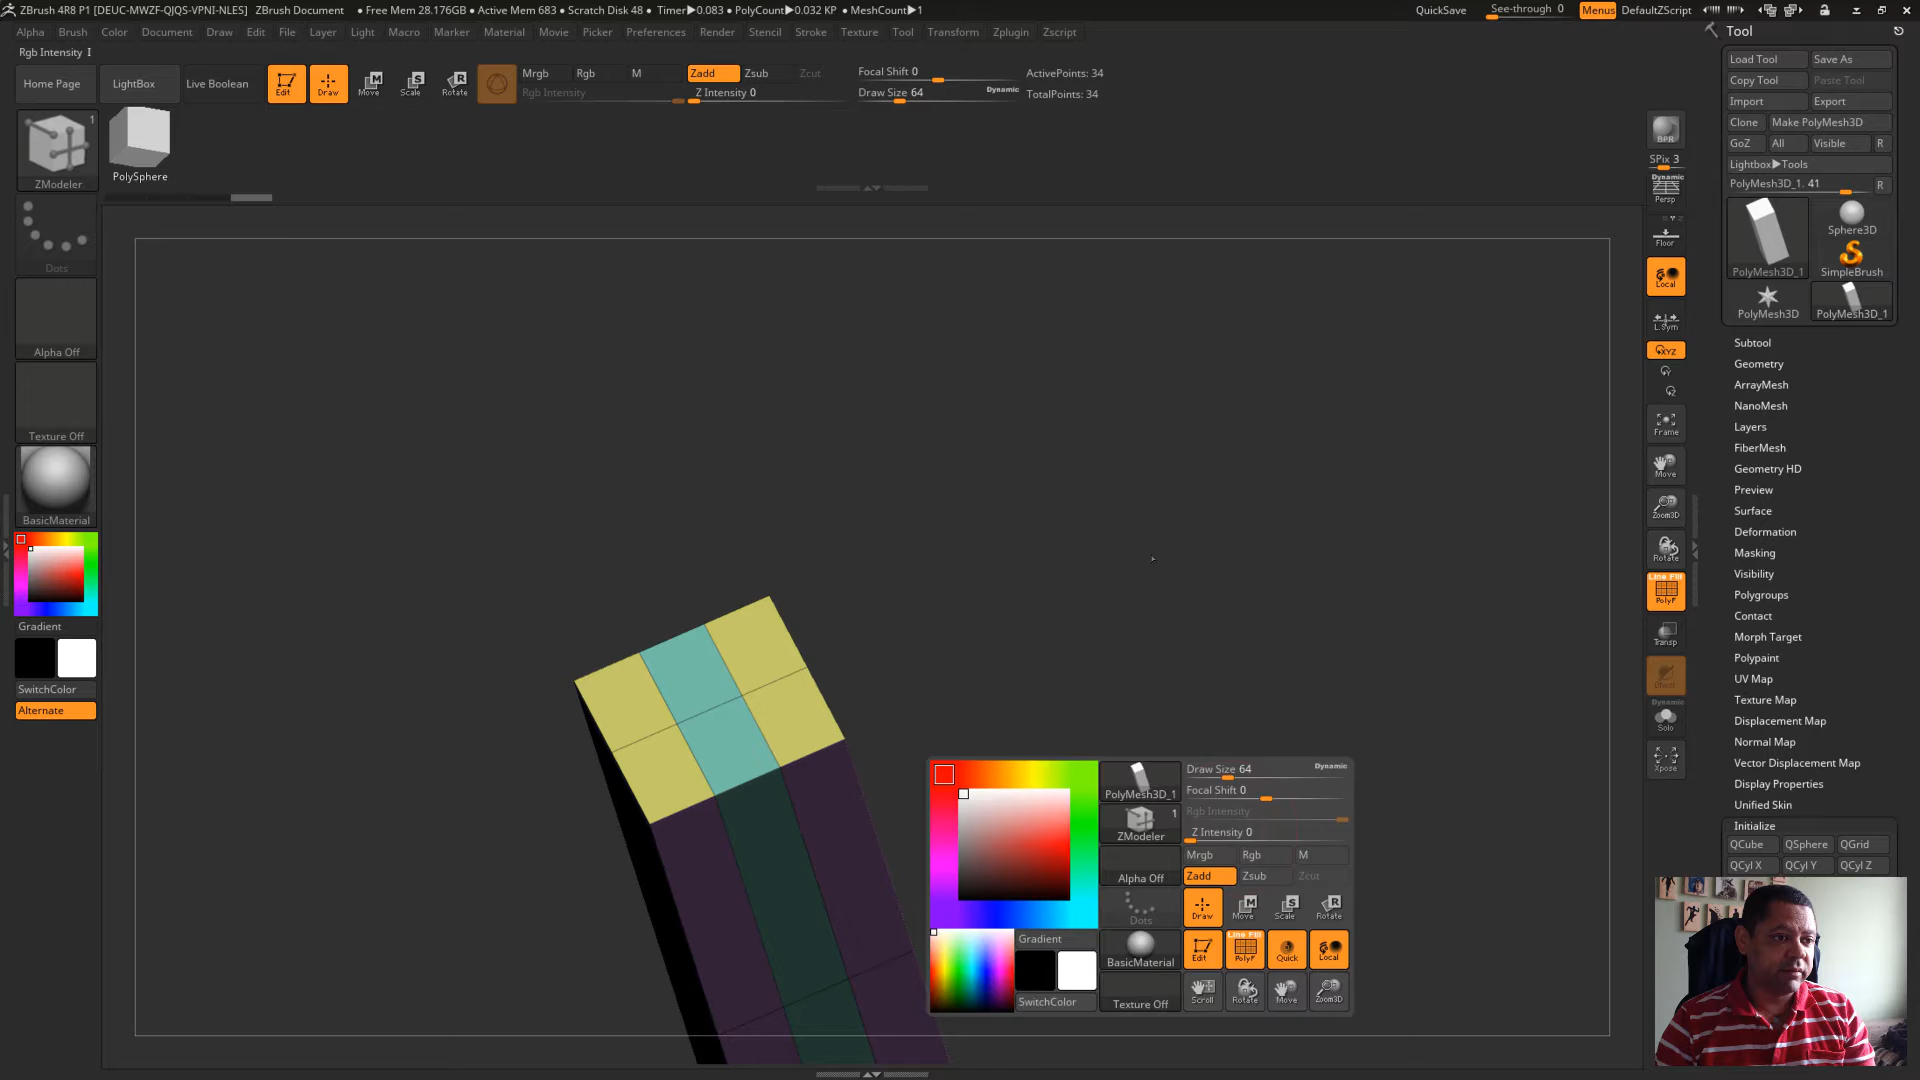 ZBrush 4R8 P1 [DEUC-MWZF-QJQS-VPNI-NLES] ZBrush Document • Free Mem 28.176GB • Active Mem 683 • Scratch Disk 48 • Timer▶0.083 • PolyCount▶0.032 KP • MeshCount▶1 QuickSave See-through 0 Menus DefaultZScript
Alpha Brush Color Document Draw Edit File Layer Light Macro Marker Material Movie Picker Preferences Render Stencil Stroke Texture Tool Transform Zplugin Zscript
Rgb Intensity I
Home Page LightBox Live Boolean Edit Draw Move Scale Rotate
Mrgb Rgb M Zadd Zsub Zcut
Rgb Intensity Z Intensity 0
Focal Shift 0
Draw Size 64 Dynamic
ActivePoints: 34
TotalPoints: 34
1
ZModeler
PolySphere
Dots
Alpha Off
Texture Off
BasicMaterial
Gradient
SwitchColor
Alternate
BPR
SPix 3
Dynamic
Persp
Floor
Local
L.Sym
XYZ
Frame
Move
Zoom3D
Rotate
Line Fill
PolyF
Transp
Ghost
Dynamic
Solo
Xpose
Tool
Load Tool Save As
Copy Tool Paste Tool
Import Export
Clone Make PolyMesh3D
GoZ All Visible R
Lightbox▶Tools
PolyMesh3D_1. 41 R
PolyMesh3D_1 Sphere3D
SimpleBrush
PolyMesh3D PolyMesh3D_1
Subtool
Geometry
ArrayMesh
NanoMesh
Layers
FiberMesh
Geometry HD
Preview
Surface
Deformation
Masking
Visibility
Polygroups
Contact
Morph Target
Polypaint
UV Map
Texture Map
Displacement Map
Normal Map
Vector Displacement Map
Display Properties
Unified Skin
Initialize
QCube QSphere QGrid
QCyl X QCyl Y QCyl Z
PolyMesh3D_1
1
ZModeler
Alpha Off
Dots
BasicMaterial
Texture Off
Gradient
SwitchColor
Draw Size 64 Dynamic
Focal Shift 0
Rgb Intensity
Z Intensity 0
Mrgb Rgb M
Zadd Zsub Zcut
Draw Move Scale Rotate
Line Fill
Edit PolyF Quick Local
Scroll Rotate Move Zoom3D